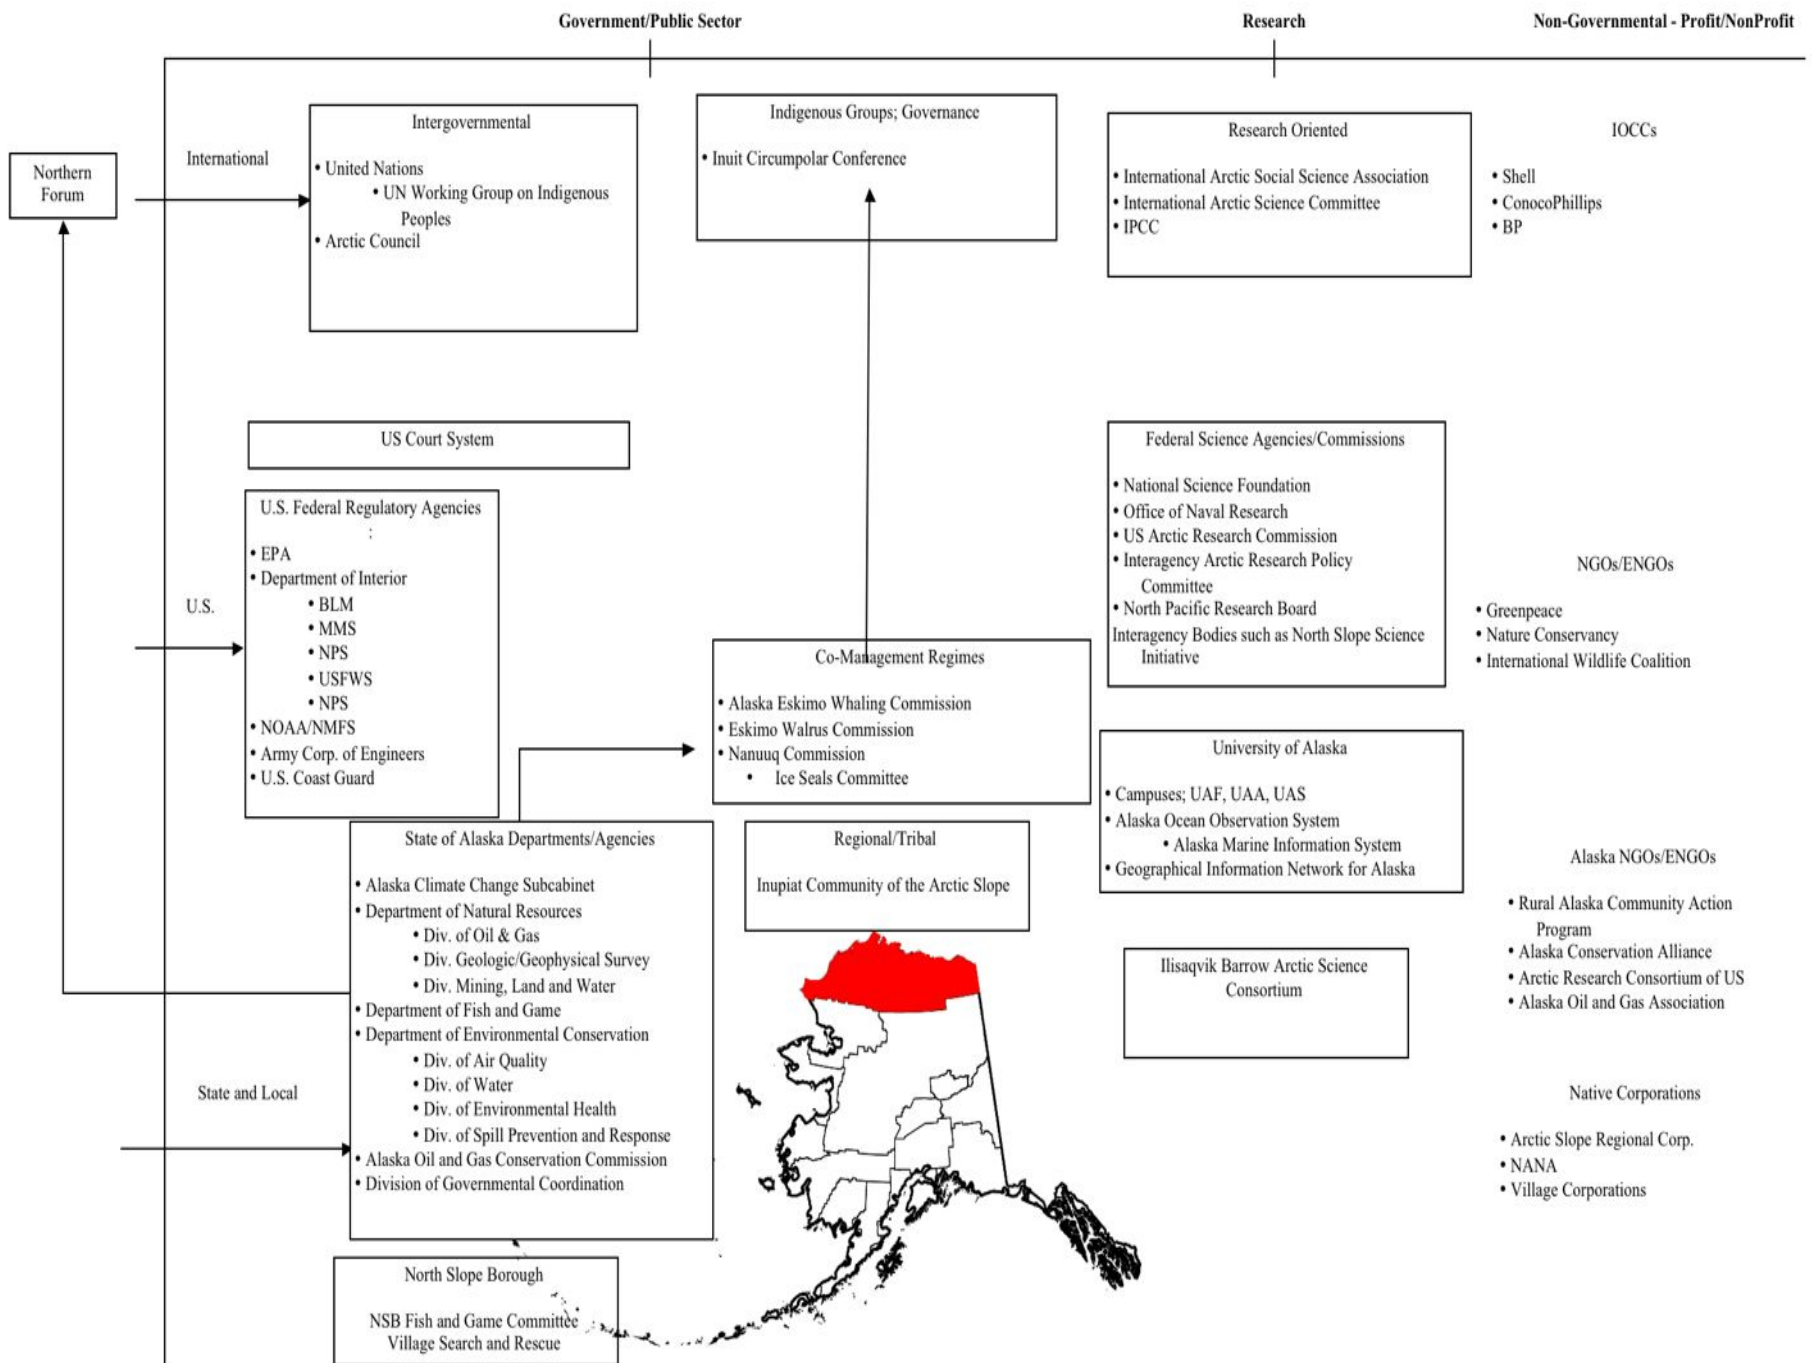 Government/Public Sector
Research
Non-Governmental - Profit/NonProfit
Northern
Forum
International
Intergovernmental
• United Nations
• UN Working Group on Indigenous
Peoples
• Arctic Council
Indigenous Groups; Governance
• Inuit Circumpolar Conference
Research Oriented
• International Arctic Social Science Association
• International Arctic Science Committee
• IPCC
IOCCs
• Shell
• ConocoPhillips
• BP
US Court System
U.S.
U.S. Federal Regulatory Agencies
:
• EPA
• Department of Interior
• BLM
• MMS
• NPS
• USFWS
• NPS
• NOAA/NMFS
• Army Corp. of Engineers
• U.S. Coast Guard
Co-Management Regimes
• Alaska Eskimo Whaling Commission
• Eskimo Walrus Commission
• Nanuuq Commission
• Ice Seals Committee
Federal Science Agencies/Commissions
• National Science Foundation
• Office of Naval Research
• US Arctic Research Commission
• Interagency Arctic Research Policy
Committee
• North Pacific Research Board
Interagency Bodies such as North Slope Science
Initiative
NGOs/ENGOs
• Greenpeace
• Nature Conservancy
• International Wildlife Coalition
University of Alaska
• Campuses; UAF, UAA, UAS
• Alaska Ocean Observation System
• Alaska Marine Information System
• Geographical Information Network for Alaska
State and Local
State of Alaska Departments/Agencies
• Alaska Climate Change Subcabinet
• Department of Natural Resources
• Div. of Oil & Gas
• Div. Geologic/Geophysical Survey
• Div. Mining, Land and Water
• Department of Fish and Game
• Department of Environmental Conservation
• Div. of Air Quality
• Div. of Water
• Div. of Environmental Health
• Div. of Spill Prevention and Response
• Alaska Oil and Gas Conservation Commission
• Division of Governmental Coordination
Regional/Tribal
Inupiat Community of the Arctic Slope
Ilisaqvik Barrow Arctic Science
Consortium
Alaska NGOs/ENGOs
• Rural Alaska Community Action
Program
• Alaska Conservation Alliance
• Arctic Research Consortium of US
• Alaska Oil and Gas Association
Native Corporations
• Arctic Slope Regional Corp.
• NANA
• Village Corporations
North Slope Borough
NSB Fish and Game Committe
Village Search and Rescue